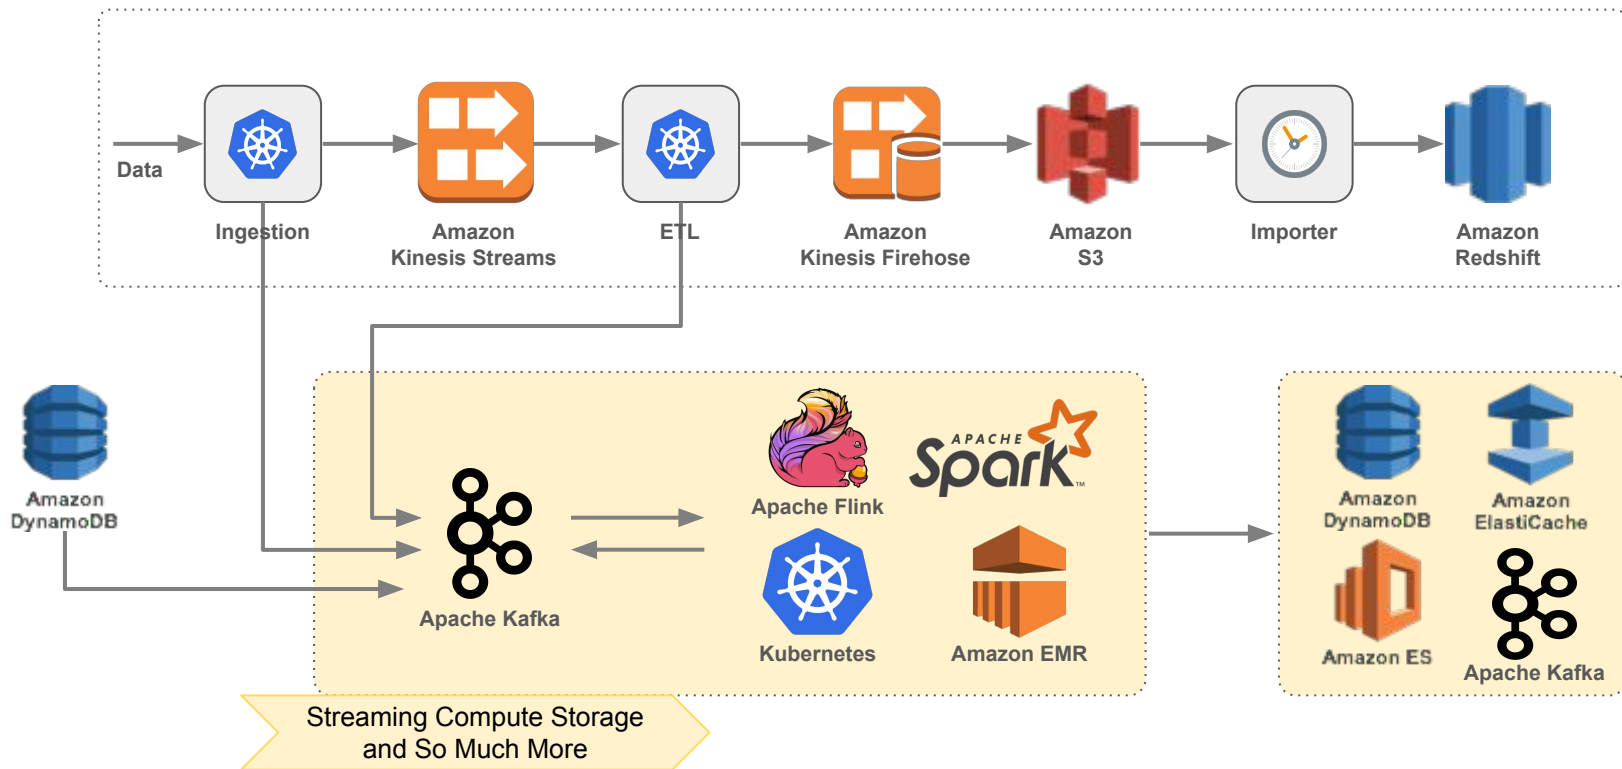 Data
Ingestion
Amazon
Kinesis Streams
ETL
Amazon
Kinesis Firehose
Amazon
S3
Importer
Amazon
Redshift
Amazon
DynamoDB
Apache Kafka
Apache Flink
APACHE
Spark™
Kubernetes
Amazon EMR
Amazon
DynamoDB
Amazon
ElastiCache
Amazon ES
Apache Kafka
Streaming Compute Storage
and So Much More